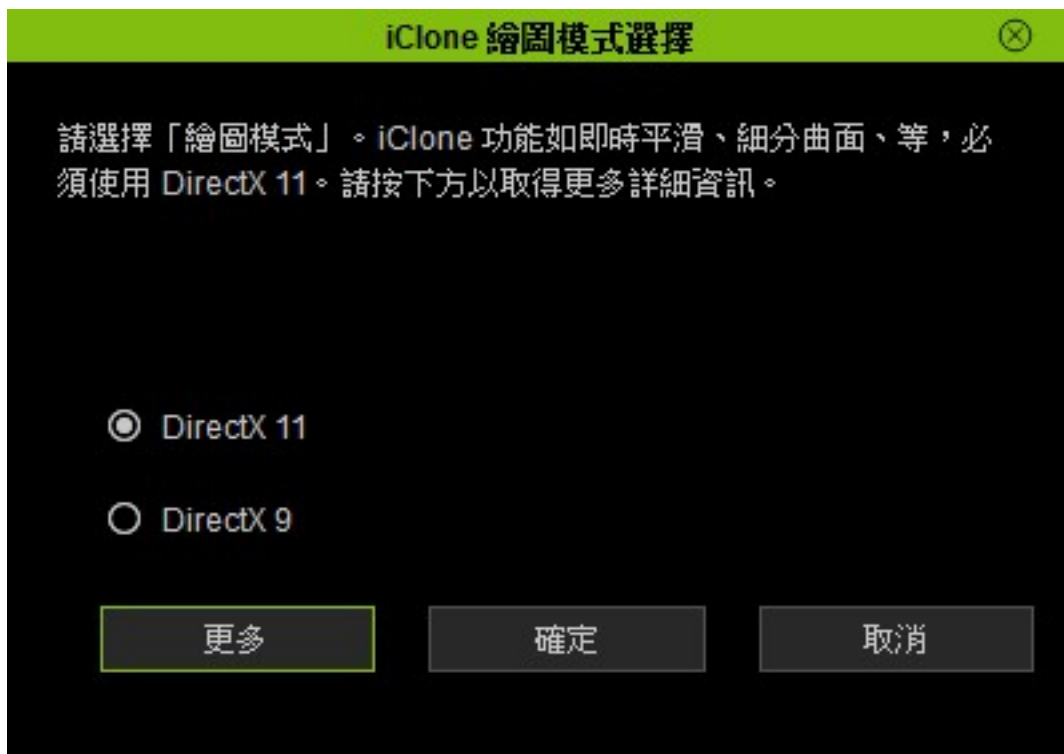 iClone 繪圖模式選擇
請選擇「繪圖模式」。iClone 功能如即時平滑、細分曲面、等，必
須使用 DirectX 11。請按下方以取得更多詳細資訊。
DirectX 11
DirectX 9
更多
確定
取消